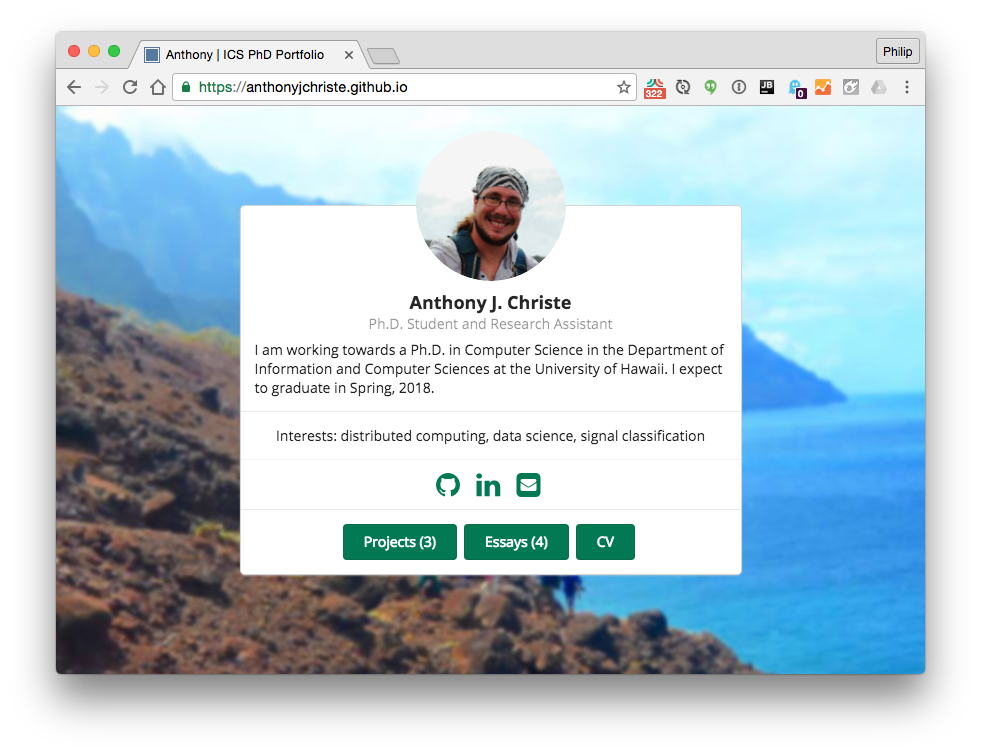 Anthony | ICS PhD Portfolio
Philip
https://anthonyjchriste.github.io
322
JB
0
Anthony J. Christe
Ph.D. Student and Research Assistant
I am working towards a Ph.D. in Computer Science in the Department of
Information and Computer Sciences at the University of Hawaii. I expect
to graduate in Spring, 2018.
Interests: distributed computing, data science, signal classification
in
Projects (3) Essays (4) CV